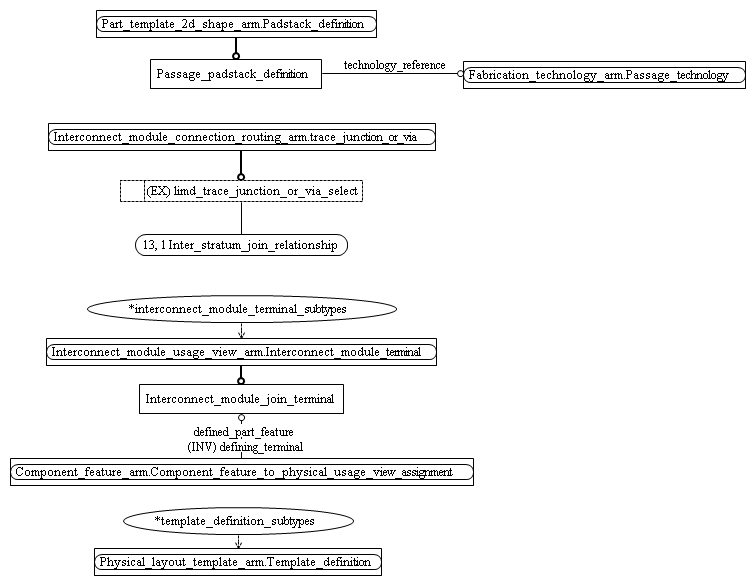 Part_template_2d_shape_arm.Padstack_definition
technology_reference
Passage_padstack_definition
Fabrication_technology_arm.Passage_technology
Interconnect_module_connection_routing_arm.trace_junction_or_via
(EX) limd_trace_junction_or_via_select
13, 1 Inter_stratum_join_relationship
*interconnect_module_terminal_subtypes
Interconnect_module_usage_view_arm.Interconnect_module_terminal
Interconnect_module_join_terminal
defined_part_feature
(INV) defining_terminal
Component_feature_arm.Component_feature_to_physical_usage_view_assignment
*template_definition_subtypes
Physical_layout_template_arm.Template_definition